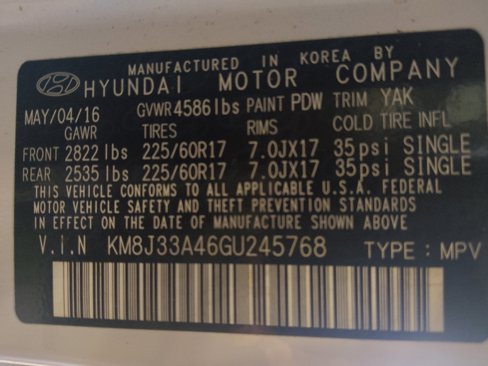 MANUFACTURED IN KOREA BY
HYUNDAI MOTOR COMPANY
MAY/04/16 GVWR 4586 lbs PAINT PDW TRIM YAK
GAWR TIRES RIMS COLD TIRE INFL
FRONT 2822 lbs 225/60R17 7.0JX17 35psi SINGLE
REAR 2535 lbs 225/60R17 7.0JX17 35psi SINGLE
THIS VEHICLE CONFORMS TO ALL APPLICABLE U.S.A. FEDERAL
MOTOR VEHICLE SAFETY AND THEFT PREVENTION STANDARDS
IN EFFECT ON THE DATE OF MANUFACTURE SHOWN ABOVE
V.I.N KM8J33A46GU245768 TYPE : MPV